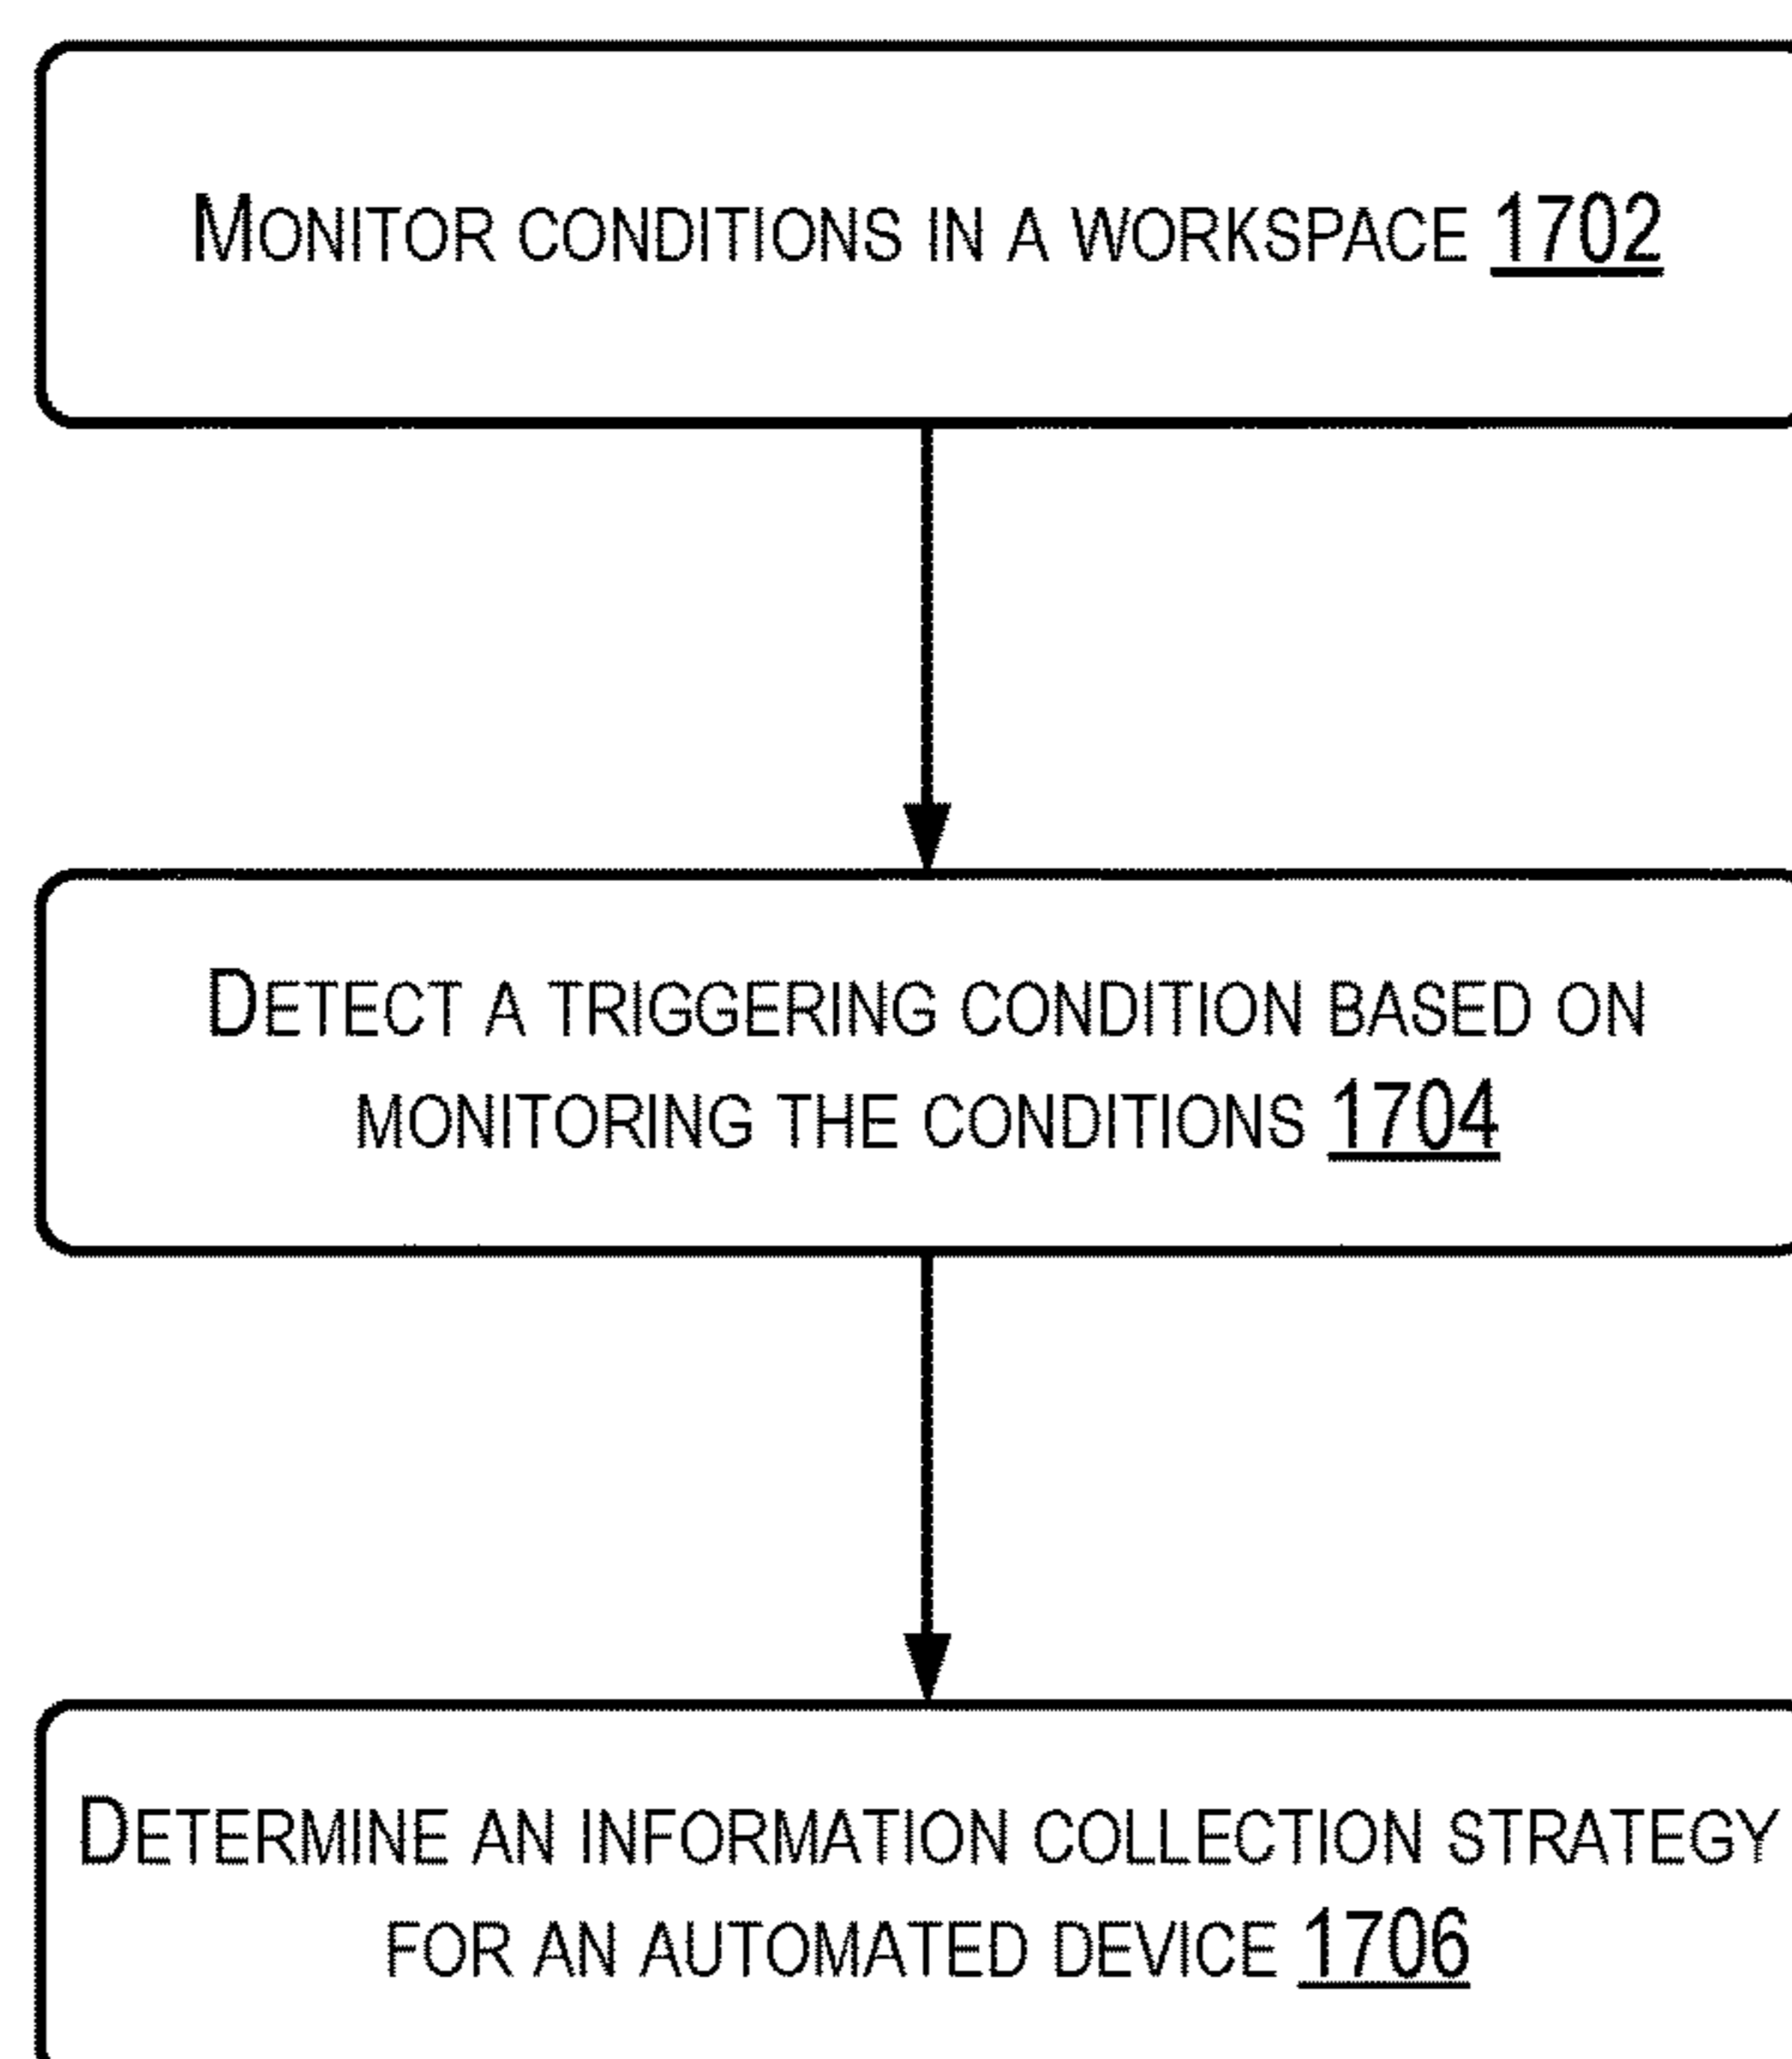 MONITOR CONDITIONS IN A WORKSPACE 1702
DETECT A TRIGGERING CONDITION BASED ON
MONITORING THE CONDITIONS 1704
DETERMINE AN INFORMATION COLLECTION STRATEGY
FOR AN AUTOMATED DEVICE 1706